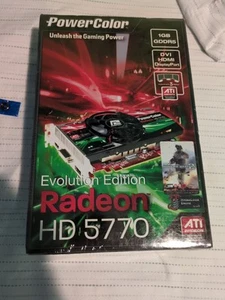 PowerColor
Unleash the Gaming Power
1GB
GDDR5
DVI
HDMI
DisplayPort
ATI
Evolution Edition
Radeon
HD 5770
ATI